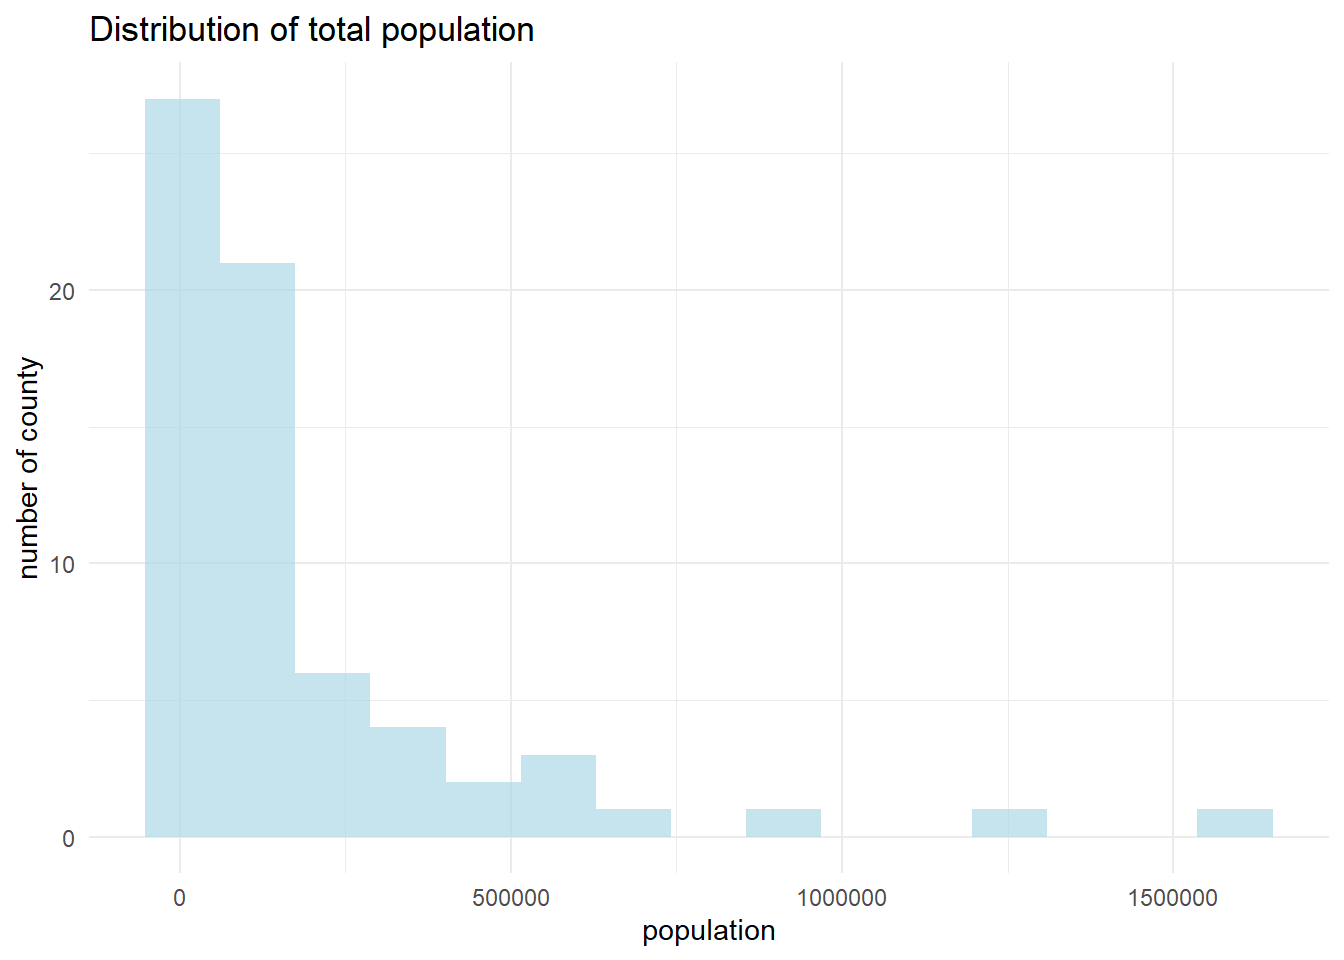 Distribution of total population
number of county
20
10
0
0
500000
1000000
1500000
population